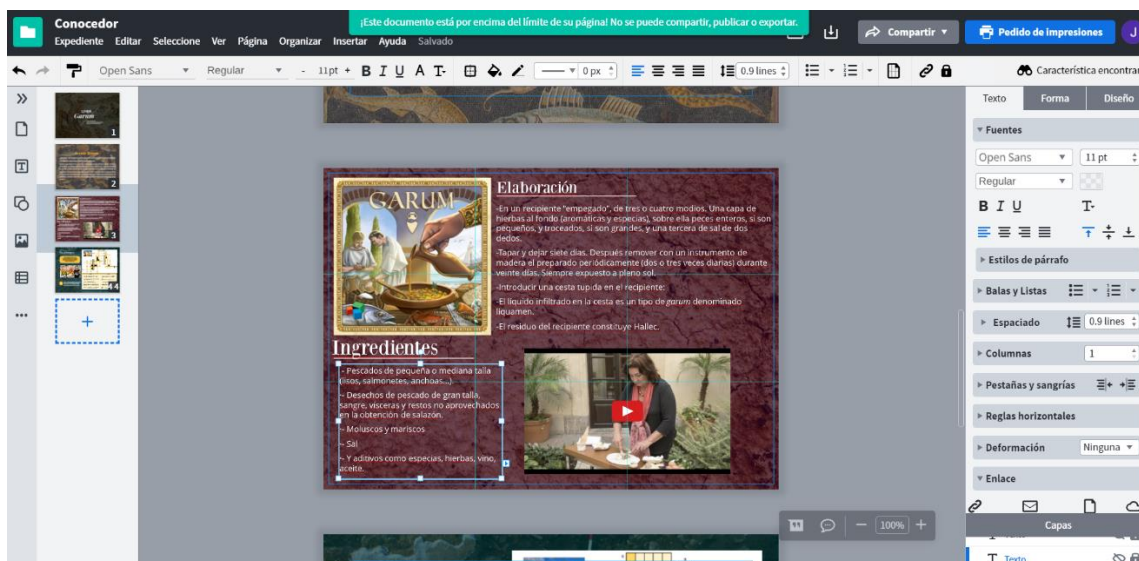 Conocedor
Expediente Editar Seleccione Ver Página Organizar Insertar Ayuda Salvado
¡Este documento está por encima del límite de su página! No se puede compartir, publicar o exportar.
Compartir
Pedido de impresiones
J
Open Sans Regular - 11pt + B I U A T 0 px 0.9 lines
Característica encontrar
1
2
3
4
GARUM
Elaboración
-En un recipiente "empegado", de tres o cuatro modios. Una capa de
hierbas al fondo (aromáticas y especias), sobre ella peces enteros, si son
pequeños, y troceados, si son grandes, y una tercera de sal de dos
dedos.
-Tapar y dejar siete días. Después remover con un instrumento de
madera el preparado periódicamente (dos o tres veces diarias) durante
veinte días. Siempre expuesto a pleno sol.
-Introducir una cesta tupida en el recipiente:
-El líquido infiltrado en la cesta es un tipo de garum denominado
liquamen.
-El residuo del recipiente constituye Hallec.
Ingredientes
- Pescados de pequeña o mediana talla
(lisos, salmonetes, anchoas...)
- Desechos de pescado de gran talla,
sangre, vísceras y restos no aprovechados
en la obtención de salazón.
- Moluscos y mariscos
- Sal
- Y aditivos como especias, hierbas, vino,
aceite.
100%
Texto Forma Diseño
Fuentes
Open Sans 11 pt
Regular
B I U T
Estilos de párrafo
Balas y Listas
Espaciado 0.9 lines
Columnas 1
Pestañas y sangrías
Reglas horizontales
Deformación Ninguna
Enlace
Capas
T Texto